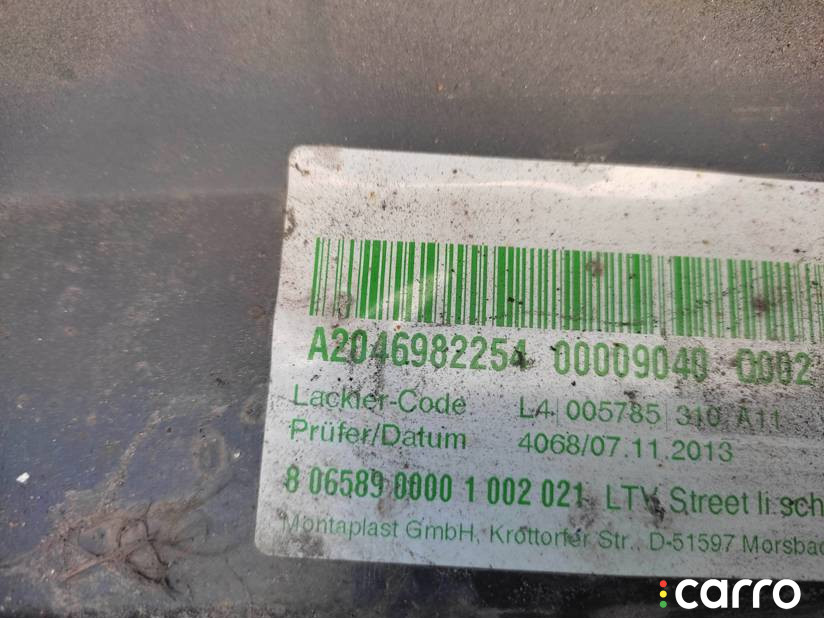 A2046982254 00009040 0002
Lackier-Code L4 005785 310 A11
Prüfer/Datum 4068/07.11.2013
8 06589 0000 1 002 021 LTV Street li sch
Montaplast GmbH, Krottorfer Str., D-51597 Morsbac
carro